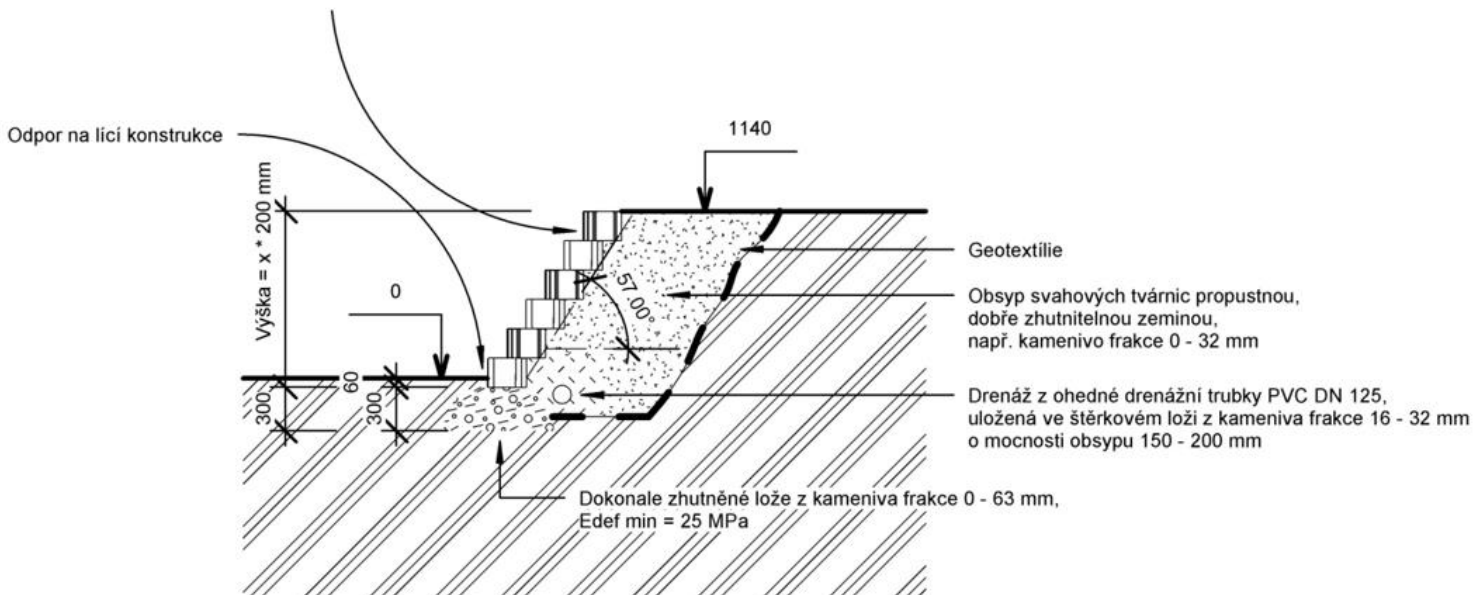 1140
Odpor na lící konstrukce
Výška = x * 200 mm
0
57.00°
60
300
300
Geotextílie
Obsyp svahových tvárnic propustnou,
dobře zhutnitelnou zeminou,
např. kamenivo frakce 0 - 32 mm
Drenáž z ohedné drenážní trubky PVC DN 125,
uložená ve štěrkovém loži z kameniva frakce 16 - 32 mm
o mocnosti obsypu 150 - 200 mm
Dokonale zhutněné lože z kameniva frakce 0 - 63 mm,
Edef min = 25 MPa